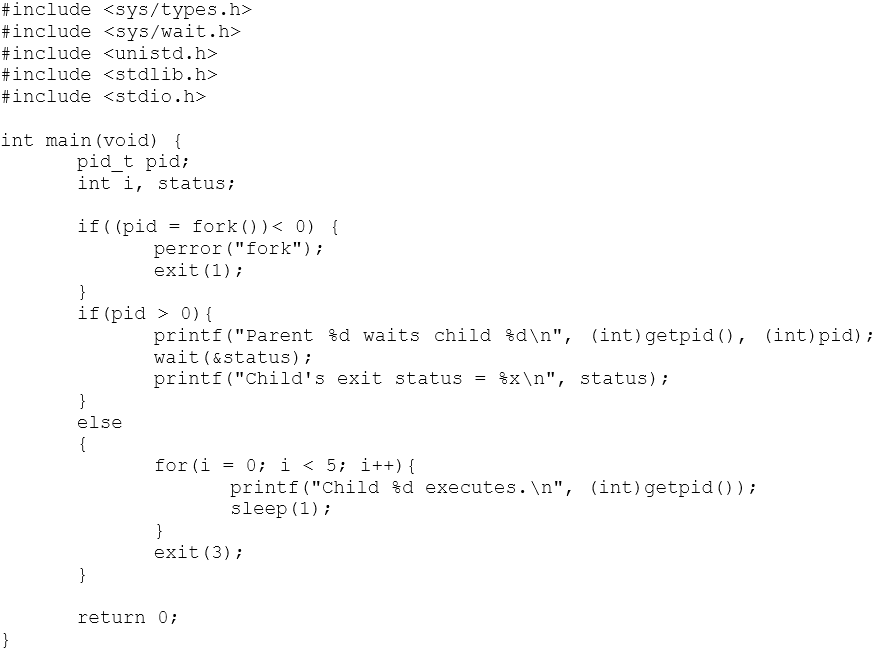 #include <sys/types.h>
#include <sys/wait.h>
#include <unistd.h>
#include <stdlib.h>
#include <stdio.h>

int main(void) {
        pid_t pid;
        int i, status;

        if((pid = fork())< 0) {
                perror("fork");
                exit(1);
        }
        if(pid > 0){
                printf("Parent %d waits child %d\n", (int)getpid(), (int)pid);
                wait(&status);
                printf("Child's exit status = %x\n", status);
        }
        else
        {
                for(i = 0; i < 5; i++){
                        printf("Child %d executes.\n", (int)getpid());
                        sleep(1);
                }
                exit(3);
        }

        return 0;
}